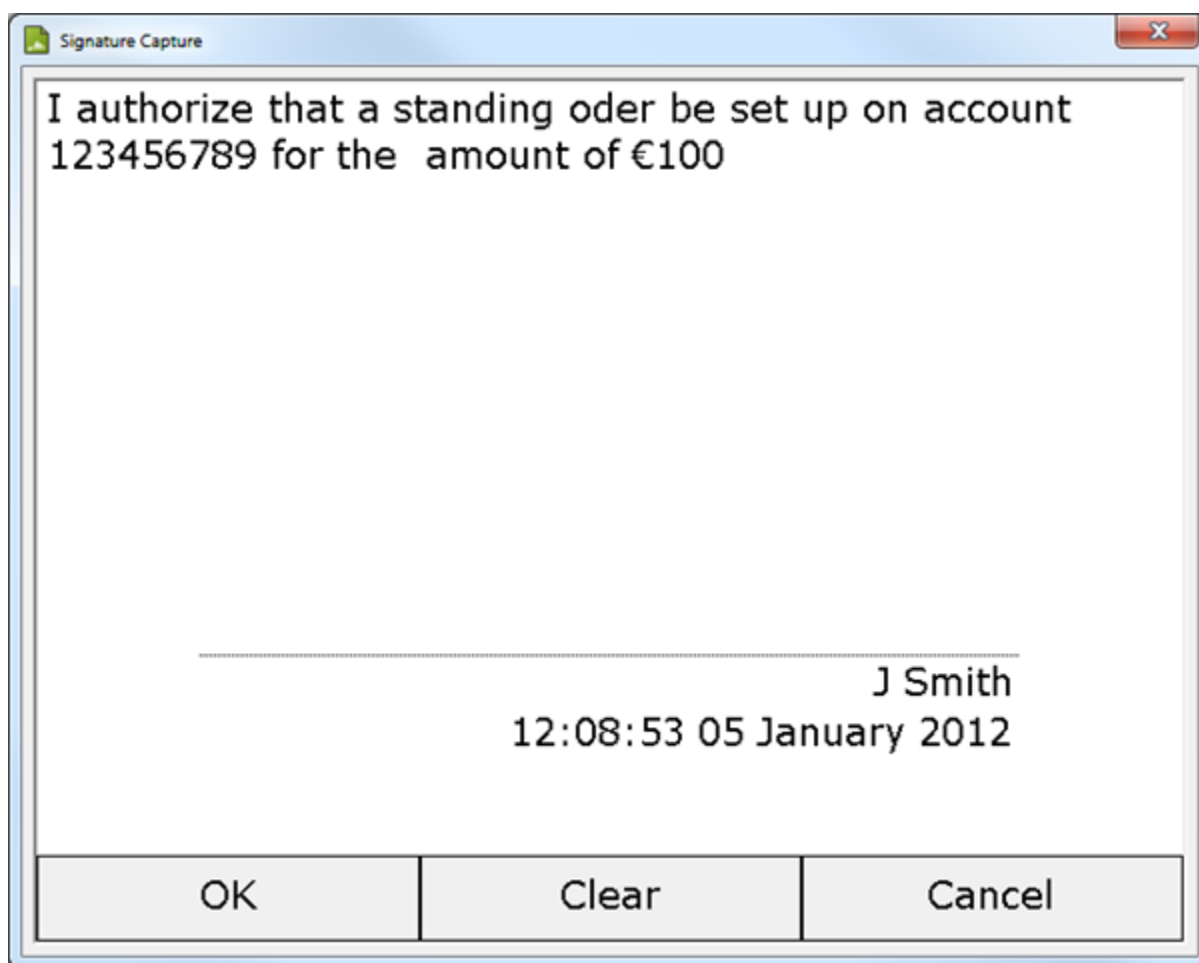 Signature Capture
I authorize that a standing oder be set up on account
123456789 for the  amount of €100
J Smith
12:08:53 05 January 2012
OK
Clear
Cancel